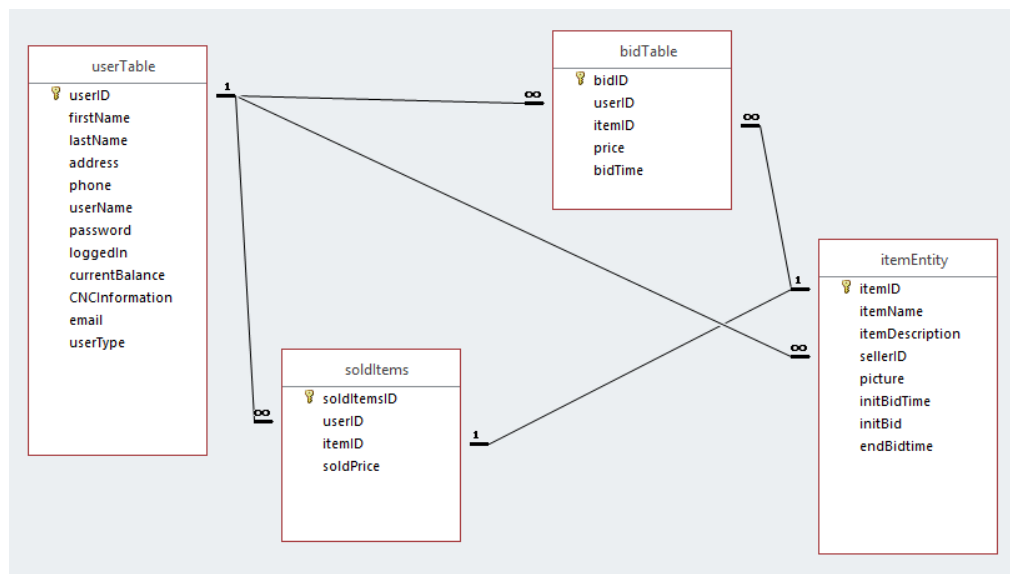 userTable
userID
firstName
lastName
address
phone
userName
password
loggedIn
currentBalance
CNCInformation
email
userType
1
∞
∞
∞
bidTable
bidID
userID
itemID
price
bidTime
∞
1
1
soldItems
soldItemsID
userID
itemID
soldPrice
itemEntity
itemID
itemName
itemDescription
sellerID
picture
initBidTime
initBid
endBidtime